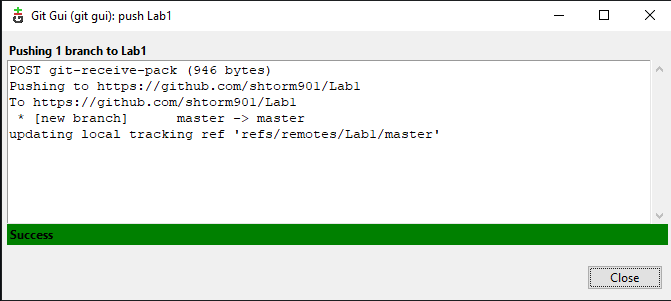 Git Gui (git gui): push Lab1
Pushing 1 branch to Lab1
POST git-receive-pack (946 bytes)
Pushing to https://github.com/shtorm901/Lab1
To https://github.com/shtorm901/Lab1
 * [new branch]      master -> master
updating local tracking ref 'refs/remotes/Lab1/master'
Success
Close